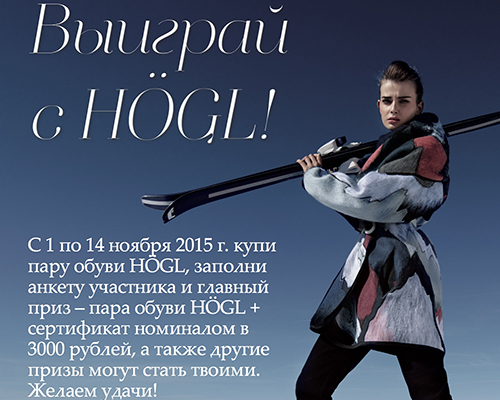 Выиграй
с HÖGL!
С 1 по 14 ноября 2015 г. купи
пару обуви HÖGL, заполни
анкету участника и главный
приз – пара обуви HÖGL +
сертификат номиналом в
3000 рублей, а также другие
призы могут стать твоими.
Желаем удачи!